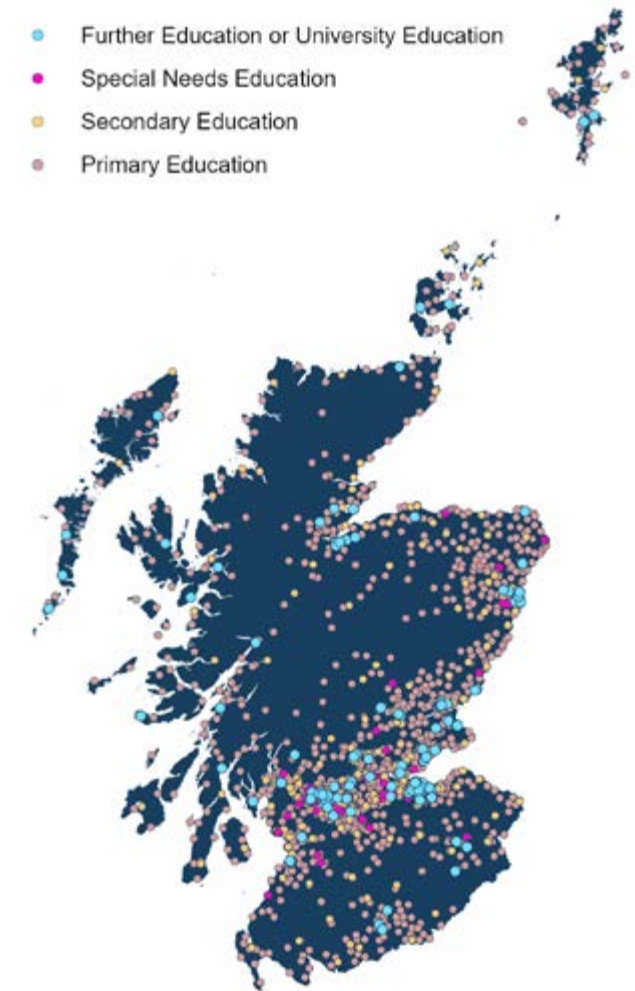 Further Education or University Education
Special Needs Education
Secondary Education
Primary Education